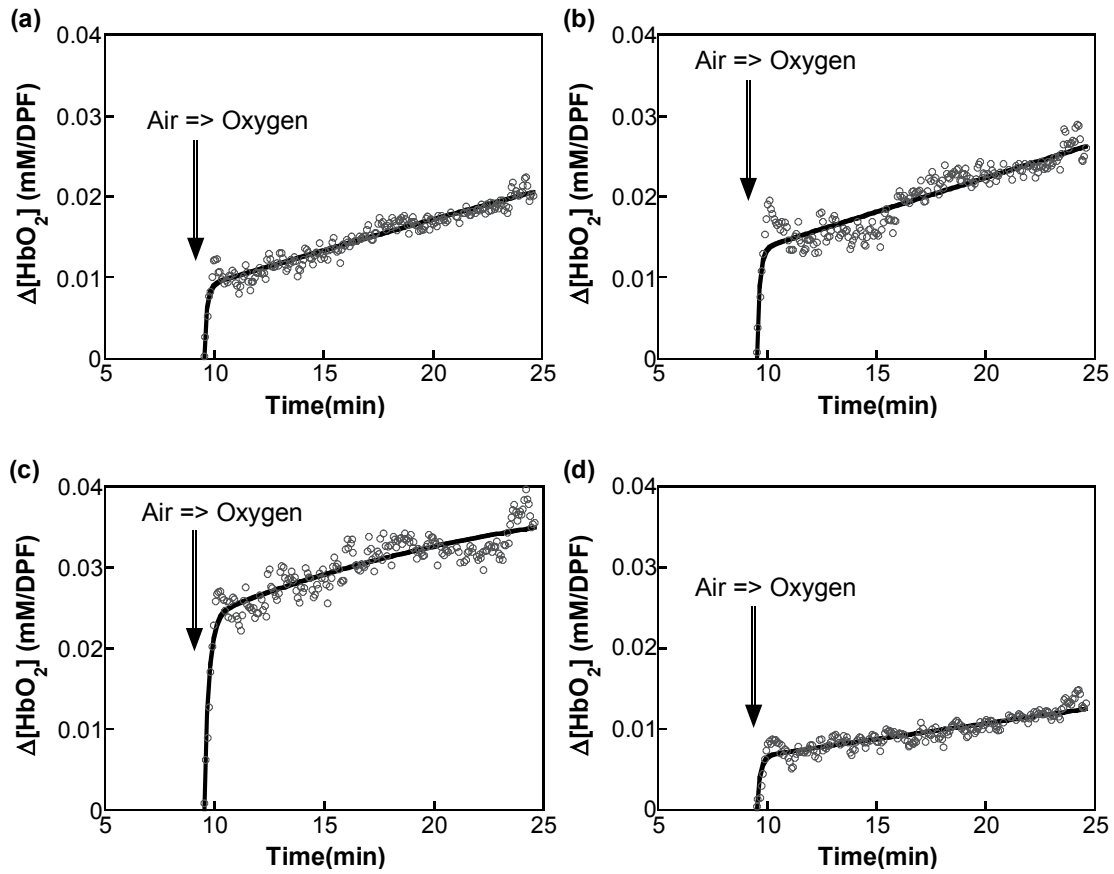 (a)
0.04
0.03
0.02
0.01
0
Δ[HbO₂] (mM/DPF)
Air => Oxygen
5 10 15 20 25
Time(min)
(b)
0.04
0.03
0.02
0.01
0
Δ[HbO₂] (mM/DPF)
Air => Oxygen
5 10 15 20 25
Time(min)
(c)
0.04
0.03
0.02
0.01
0
Δ[HbO₂] (mM/DPF)
Air => Oxygen
5 10 15 20 25
Time(min)
(d)
0.04
0.03
0.02
0.01
0
Δ[HbO₂] (mM/DPF)
Air => Oxygen
5 10 15 20 25
Time(min)